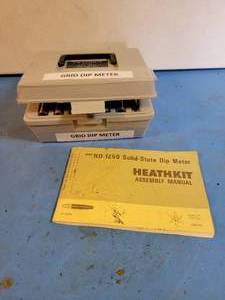 GRID DIP METER
GRID DIP METER
HD-1250 Solid-State Dip Meter
HEATHKIT
ASSEMBLY MANUAL